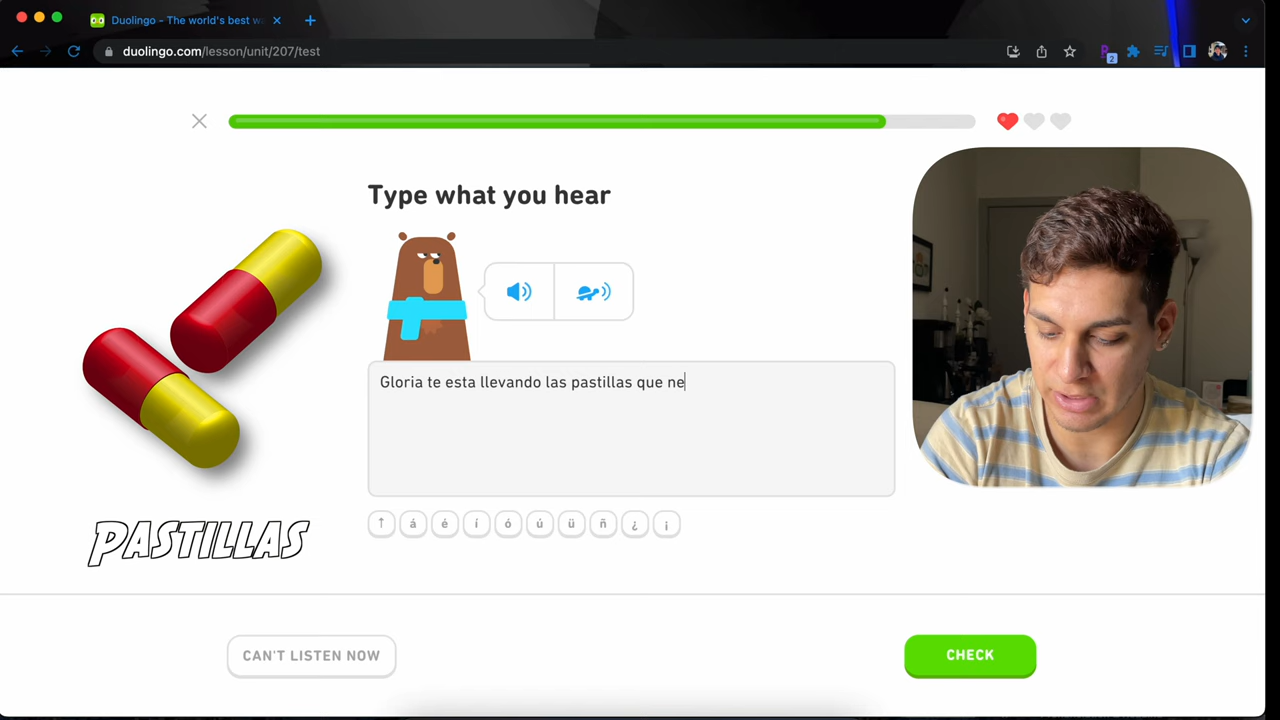 Duolingo - The world's best w
duolingo.com/lesson/unit/207/test
2
Type what you hear
Gloria te esta llevando las pastillas que ne
↑ á é í ó ú ü ñ ¿ ¡
PASTILLAS
CAN'T LISTEN NOW
CHECK